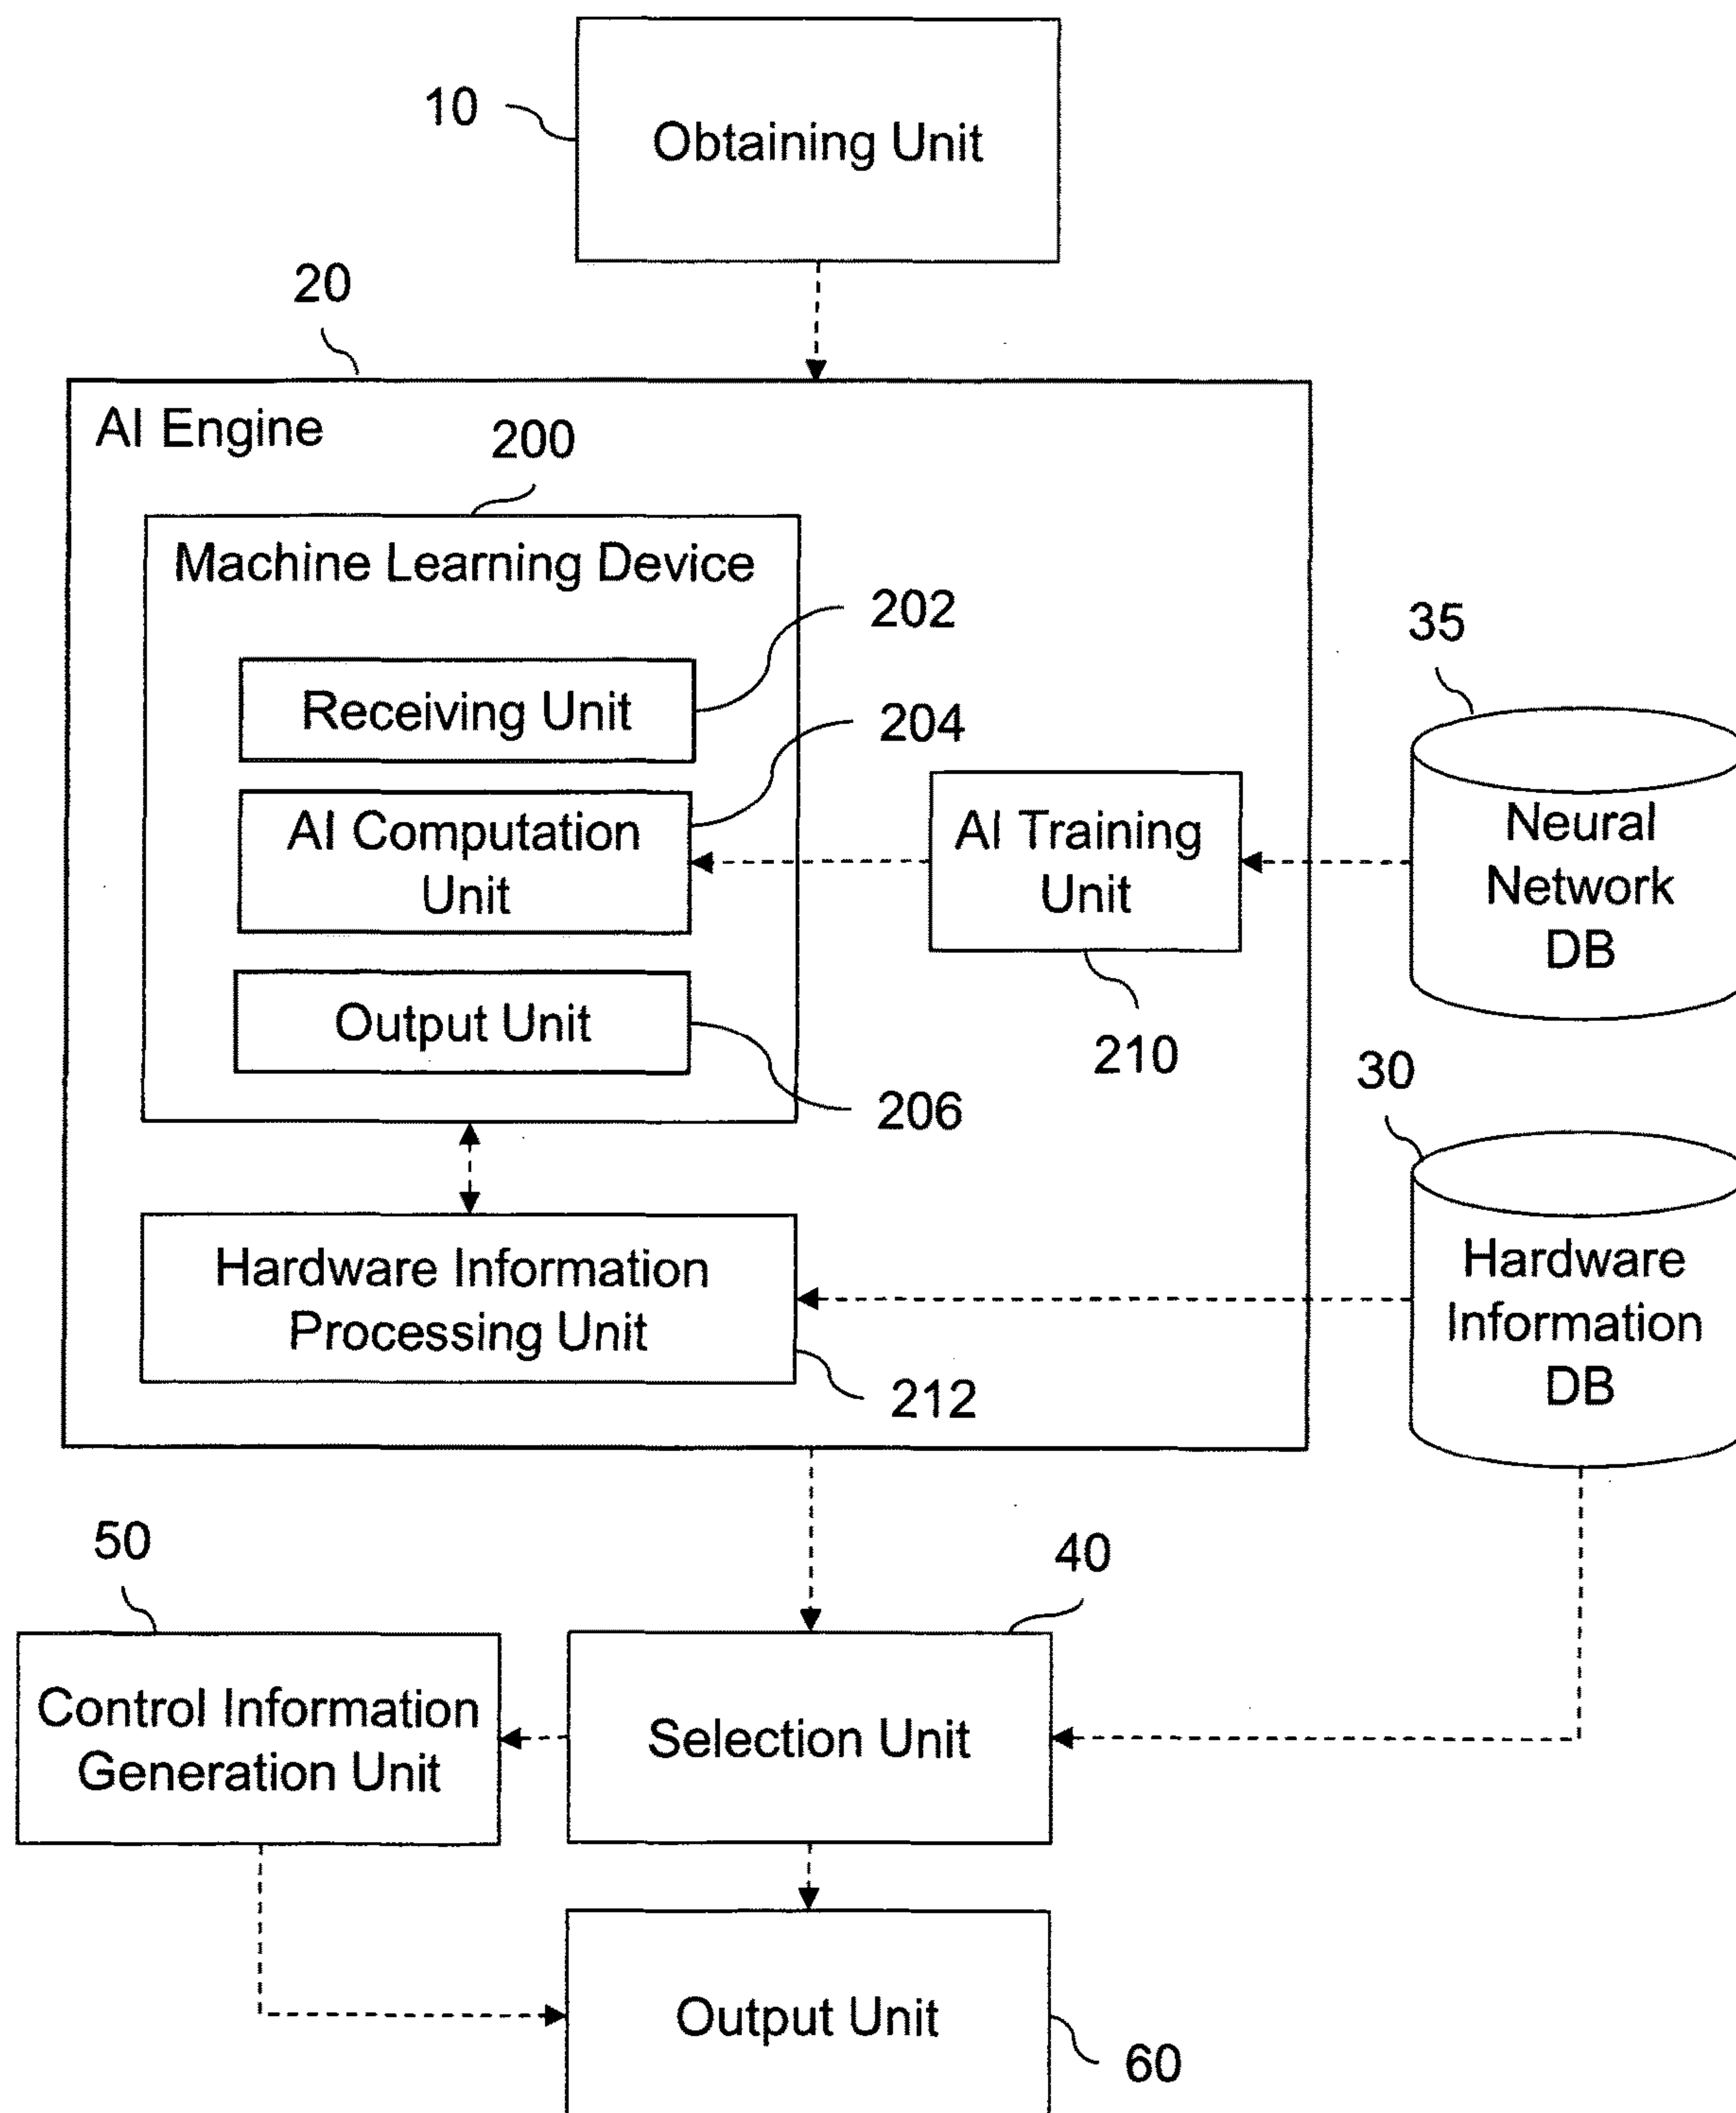 10
Obtaining Unit
20
AI Engine
200
Machine Learning Device
202
Receiving Unit
204
AI Computation
Unit
Output Unit
206
AI Training
Unit
210
35
Neural
Network
DB
30
Hardware
Information
DB
Hardware Information
Processing Unit
212
50
Control Information
Generation Unit
40
Selection Unit
Output Unit
60